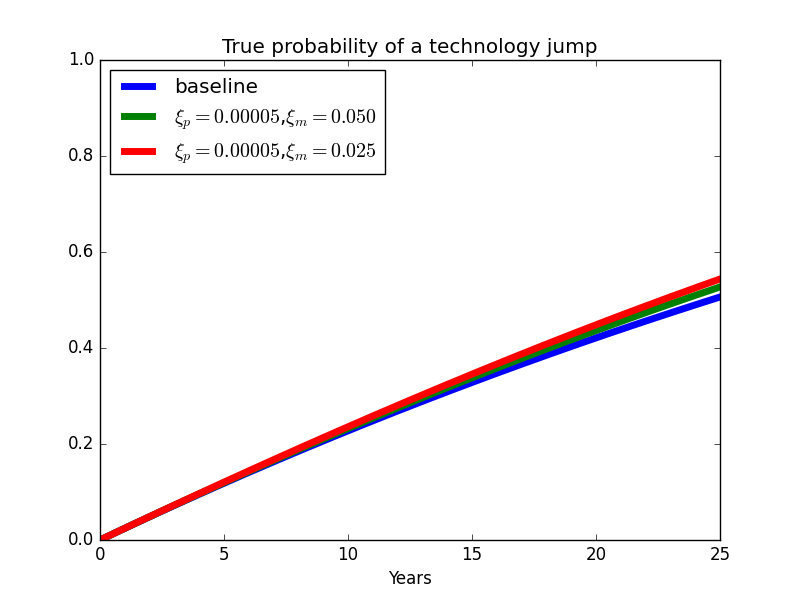 True probability of a technology jump
1.0
0.8
0.6
0.4
0.2
0.0
baseline
ξₚ = 0.00005,ξₘ = 0.050
ξₚ = 0.00005,ξₘ = 0.025
0 5 10 15 20 25
Years